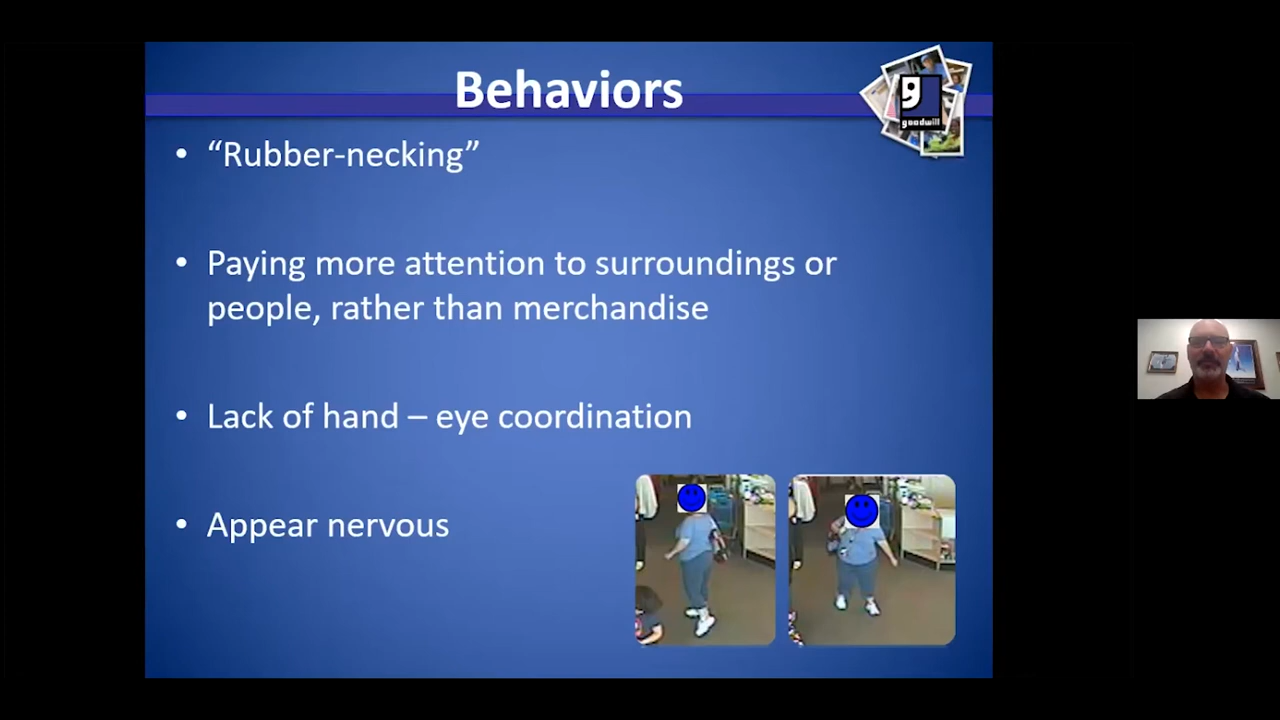 Behaviors
goodwill
• “Rubber-necking”
• Paying more attention to surroundings or
people, rather than merchandise
• Lack of hand – eye coordination
• Appear nervous